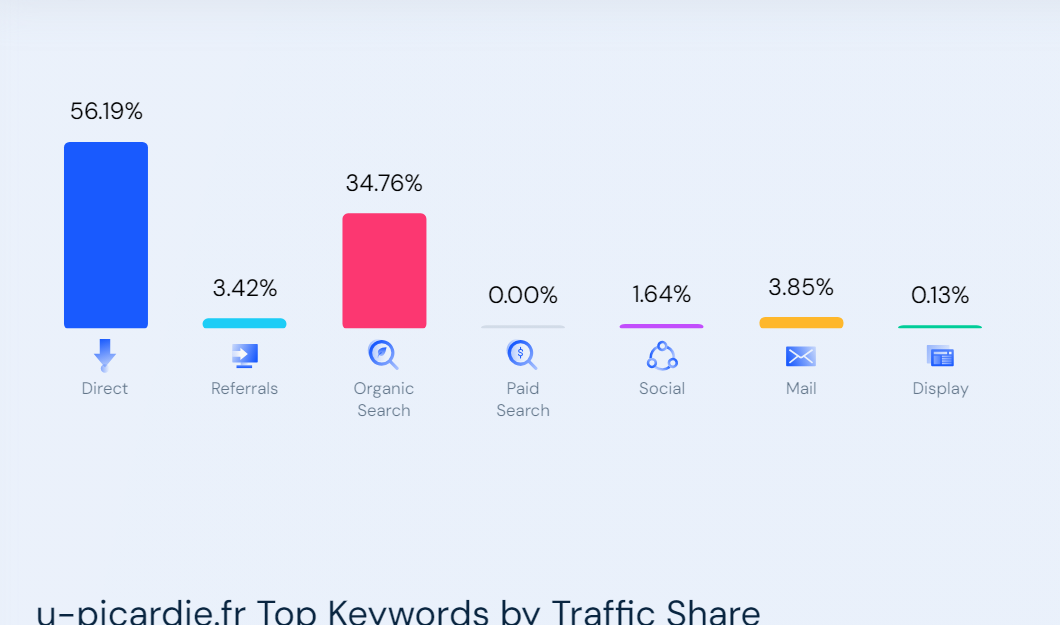 56.19%
34.76%
3.42%
0.00%
1.64%
3.85%
0.13%
Direct
Referrals
Organic
Search
Paid
Search
Social
Mail
Display
u-picardie.fr Top Keywords by Traffic Share